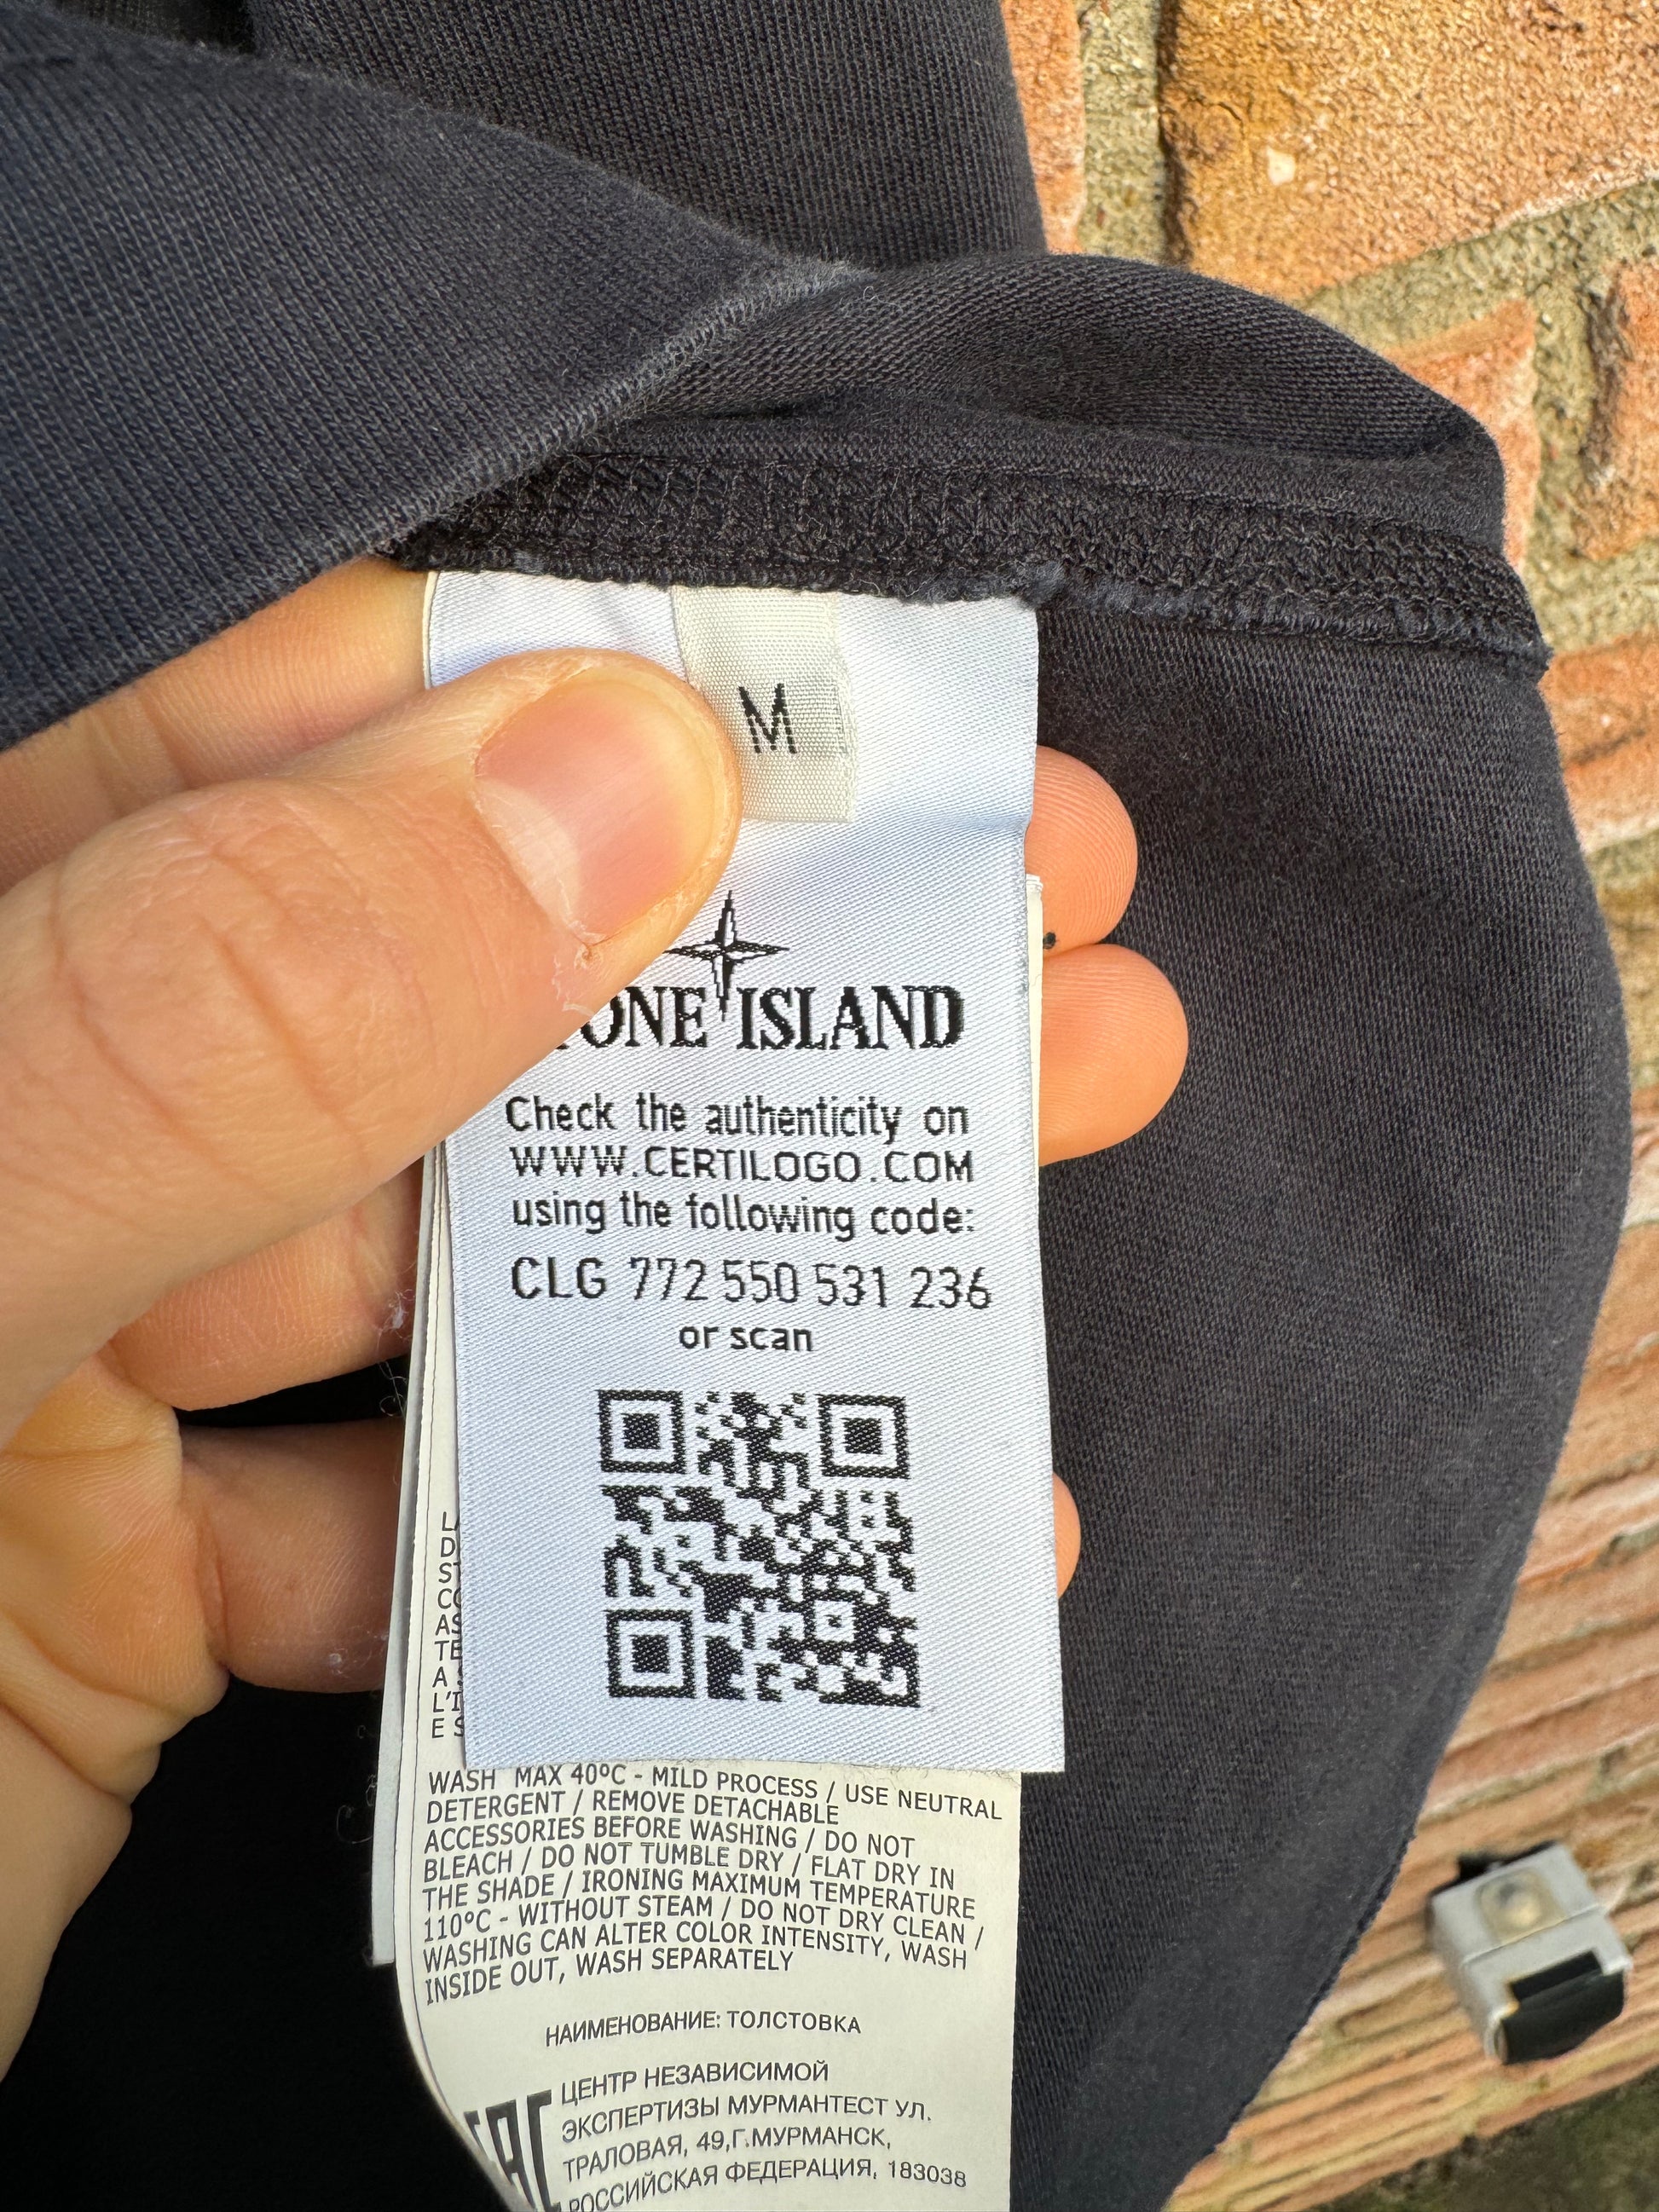 M
ISLAND
Check the authenticity on
WWW.CERTILOGO.COM
using the following code:
CLG 772 550 531 236
or scan
WASH MAX 40°C - MILD PROCESS / USE NEUTRAL
DETERGENT / REMOVE DETACHABLE
ACCESSORIES BEFORE WASHING / DO NOT
BLEACH / DO NOT TUMBLE DRY / FLAT DRY IN
THE SHADE / IRONING MAXIMUM TEMPERATURE
110°C - WITHOUT STEAM / DO NOT DRY CLEAN /
WASHING CAN ALTER COLOR INTENSITY, WASH
INSIDE OUT, WASH SEPARATELY
НАИМЕНОВАНИЕ: ТОЛСТОВКА
ЦЕНТР НЕЗАВИСИМОЙ
ЭКСПЕРТИЗЫ МУРМАНТЕСТ УЛ.
ТРАЛОВАЯ, 49,Г.МУРМАНСК,
РОССИЙСКАЯ ФЕДЕРАЦИЯ, 183038